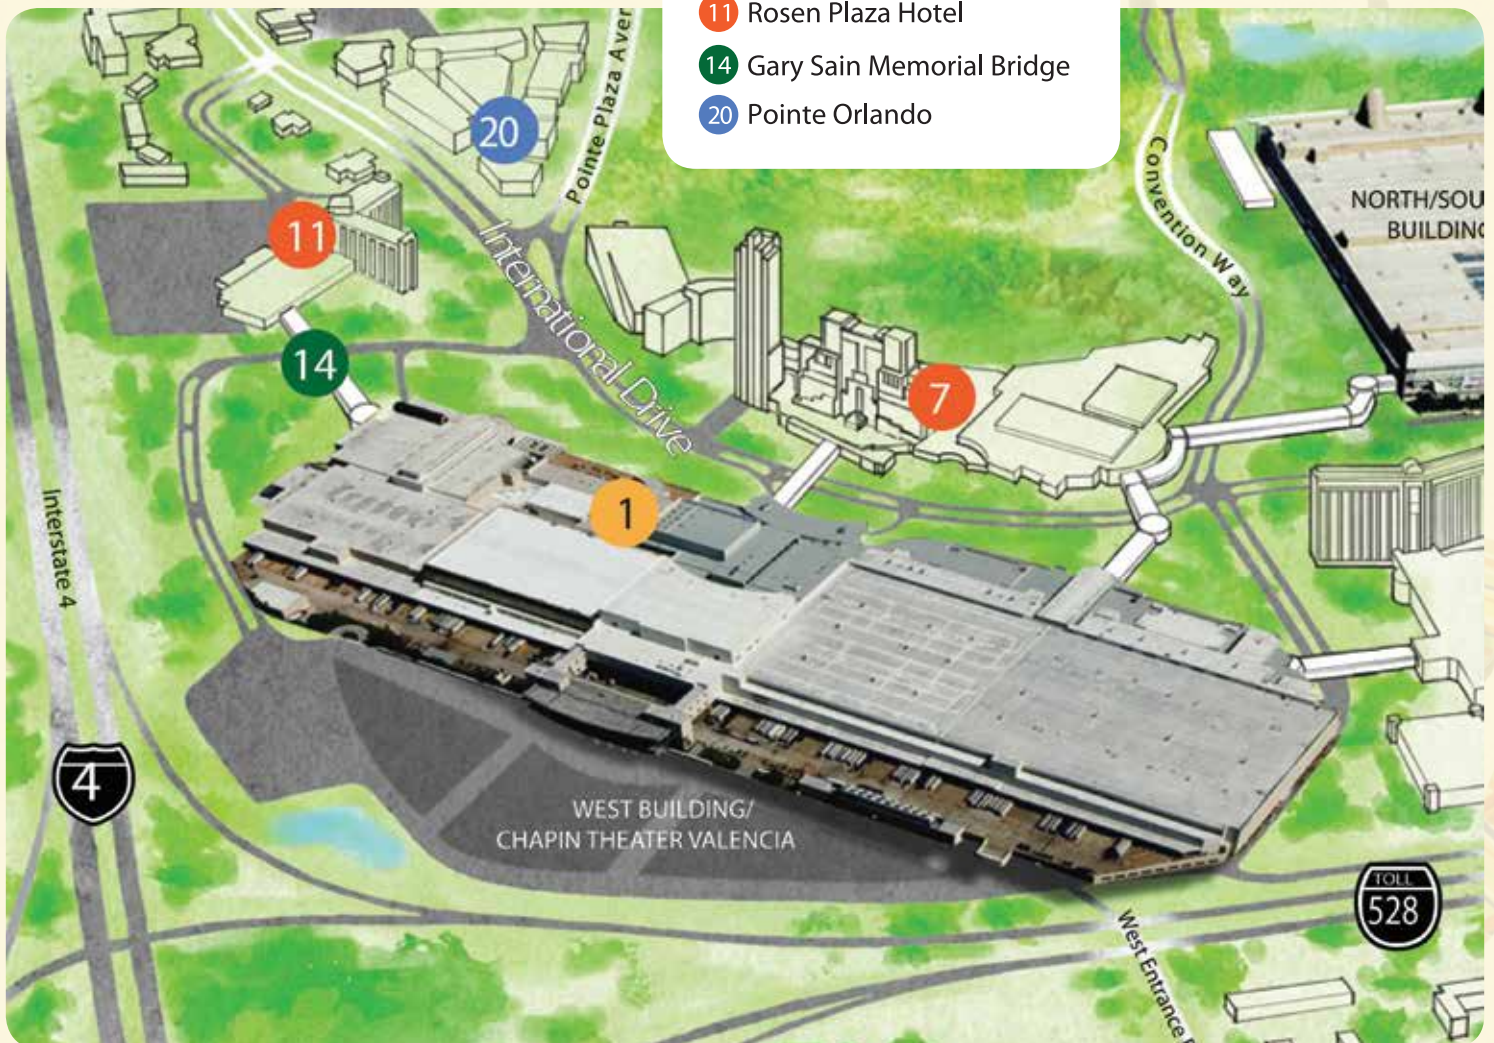 11 Rosen Plaza Hotel
14 Gary Sain Memorial Bridge
20 Pointe Orlando
20
Pointe Plaza Aven
Convention Way
NORTH/SOU
BUILDING
11
International Drive
14
7
1
Interstate 4
4
WEST BUILDING/
CHAPIN THEATER VALENCIA
TOLL
528
West Entrance